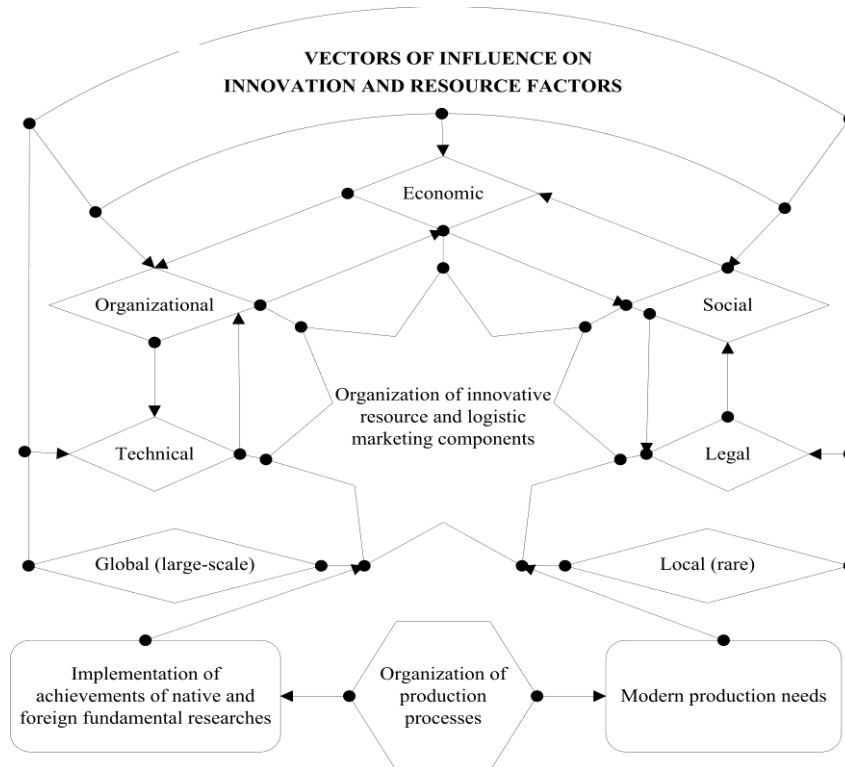 VECTORS OF INFLUENCE ON
INNOVATION AND RESOURCE FACTORS
Economic
Organizational
Social
Organization of innovative
resource and logistic
marketing components
Technical
Legal
Global (large-scale)
Local (rare)
Implementation of
achievements of native and
foreign fundamental researches
Organization of
production
processes
Modern production needs